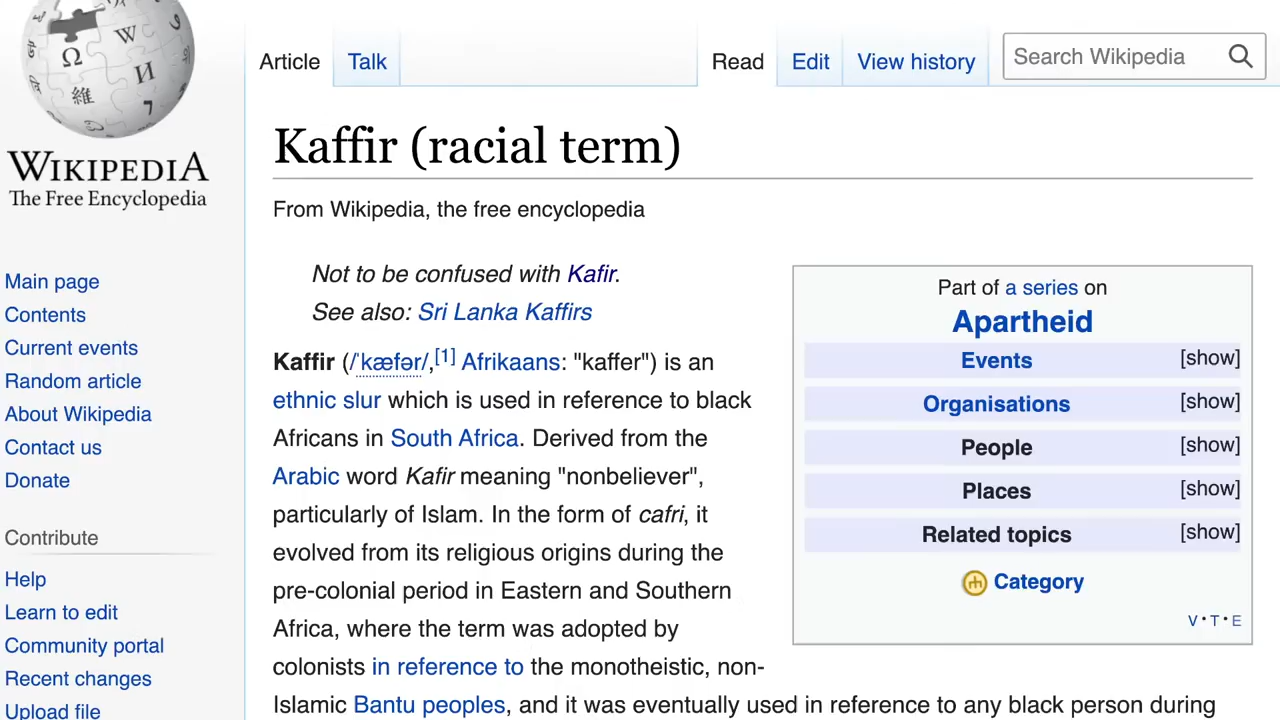 Ω W И 維 7
WIKIPEDIA
The Free Encyclopedia
Main page
Contents
Current events
Random article
About Wikipedia
Contact us
Donate
Contribute
Help
Learn to edit
Community portal
Recent changes
Upload file
Article Talk Read Edit View history Search Wikipedia
Kaffir (racial term)
From Wikipedia, the free encyclopedia
Not to be confused with Kafir.
See also: Sri Lanka Kaffirs
Kaffir (/ˈkæfər/,[1] Afrikaans: "kaffer") is an
ethnic slur which is used in reference to black
Africans in South Africa. Derived from the
Arabic word Kafir meaning "nonbeliever",
particularly of Islam. In the form of cafri, it
evolved from its religious origins during the
pre-colonial period in Eastern and Southern
Africa, where the term was adopted by
colonists in reference to the monotheistic, non-
Islamic Bantu peoples, and it was eventually used in reference to any black person during
Part of a series on
Apartheid
Events [show]
Organisations [show]
People [show]
Places [show]
Related topics [show]
Category
V • T • E